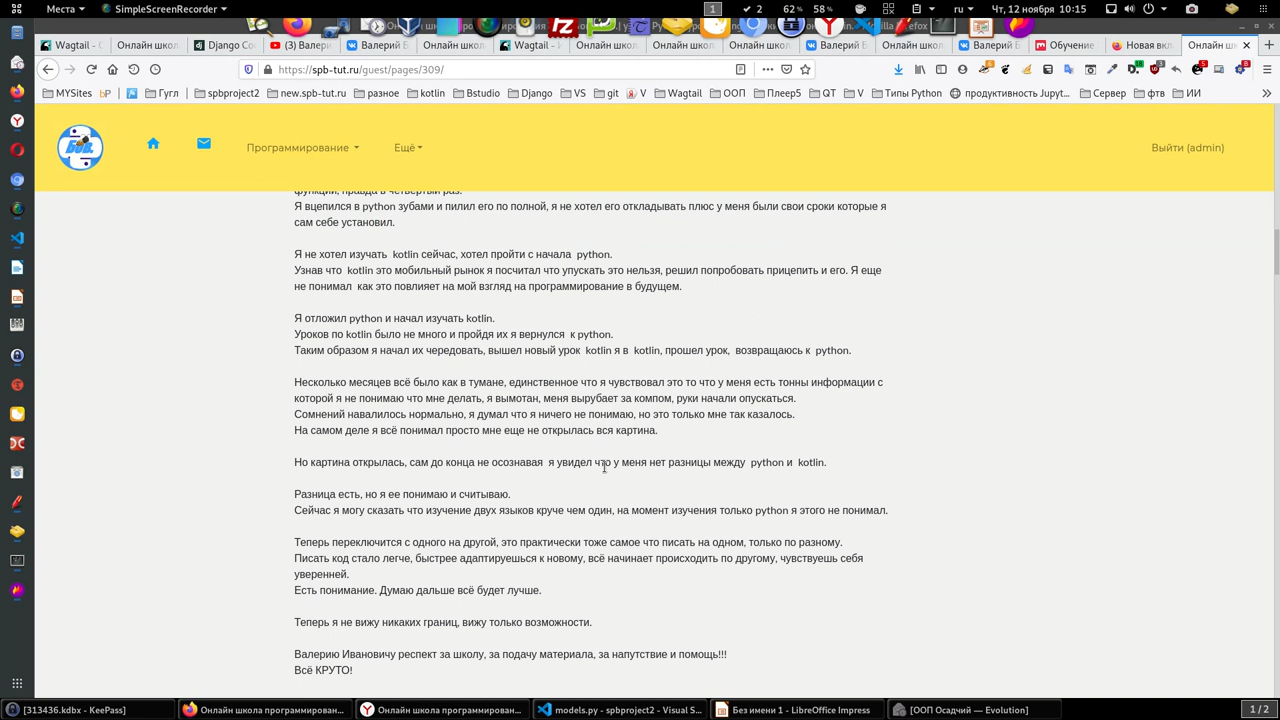 Места
SimpleScreenRecorder
1
2
62 %
58 %
ru
Чт, 12 ноября
10:15
Wagtail - С
Онлайн школ
Django Co
(3) Валери
Валерий Б
Онлайн шко
Wagtail -
Онлайн шко
Онлайн шко
Онлайн шко
Валерий Б
Онлайн шко
Валерий Б
Обучение
Новая вкл
Онлайн ш
https://spb-tut.ru/guest/pages/309/
MYSites
bP
Гугл
spbproject2
new.spb-tut.ru
разное
kotlin
Bstudio
Django
VS
git
V
Wagtail
ООП
Плеер5
QT
V
Типы Python
продуктивность Jupyt…
Сервер
фтв
ИИ
Программирование
Ещё
Выйти (admin)
функции, правда в четвертый раз.
Я вцепился в python зубами и пилил его по полной, я не хотел его откладывать плюс у меня были свои сроки которые я
сам себе установил.
Я не хотел изучать kotlin сейчас, хотел пройти с начала python.
Узнав что kotlin это мобильный рынок я посчитал что упускать это нельзя, решил попробовать прицепить и его. Я еще
не понимал как это повлияет на мой взгляд на программирование в будущем.
Я отложил python и начал изучать kotlin.
Уроков по kotlin было не много и пройдя их я вернулся к python.
Таким образом я начал их чередовать, вышел новый урок kotlin я в kotlin, прошел урок, возвращаюсь к python.
Несколько месяцев всё было как в тумане, единственное что я чувствовал это то что у меня есть тонны информации с
которой я не понимаю что мне делать, я вымотан, меня вырубает за компом, руки начали опускаться.
Сомнений навалилось нормально, я думал что я ничего не понимаю, но это только мне так казалось.
На самом деле я всё понимал просто мне еще не открылась вся картина.
Но картина открылась, сам до конца не осознавая я увидел что у меня нет разницы между python и kotlin.
Разница есть, но я ее понимаю и считываю.
Сейчас я могу сказать что изучение двух языков круче чем один, на момент изучения только python я этого не понимал.
Теперь переключится с одного на другой, это практически тоже самое что писать на одном, только по разному.
Писать код стало легче, быстрее адаптируешься к новому, всё начинает происходить по другому, чувствуешь себя
уверенней.
Есть понимание. Думаю дальше всё будет лучше.
Теперь я не вижу никаких границ, вижу только возможности.
Валерию Ивановичу респект за школу, за подачу материала, за напутствие и помощь!!!
Всё КРУТО!
[313436.kdbx - KeePass]
Онлайн школа программирован…
Онлайн школа программирован…
models.py - spbproject2 - Visual S…
Без имени 1 - LibreOffice Impress
[ООП Осадчий — Evolution]
1 / 2